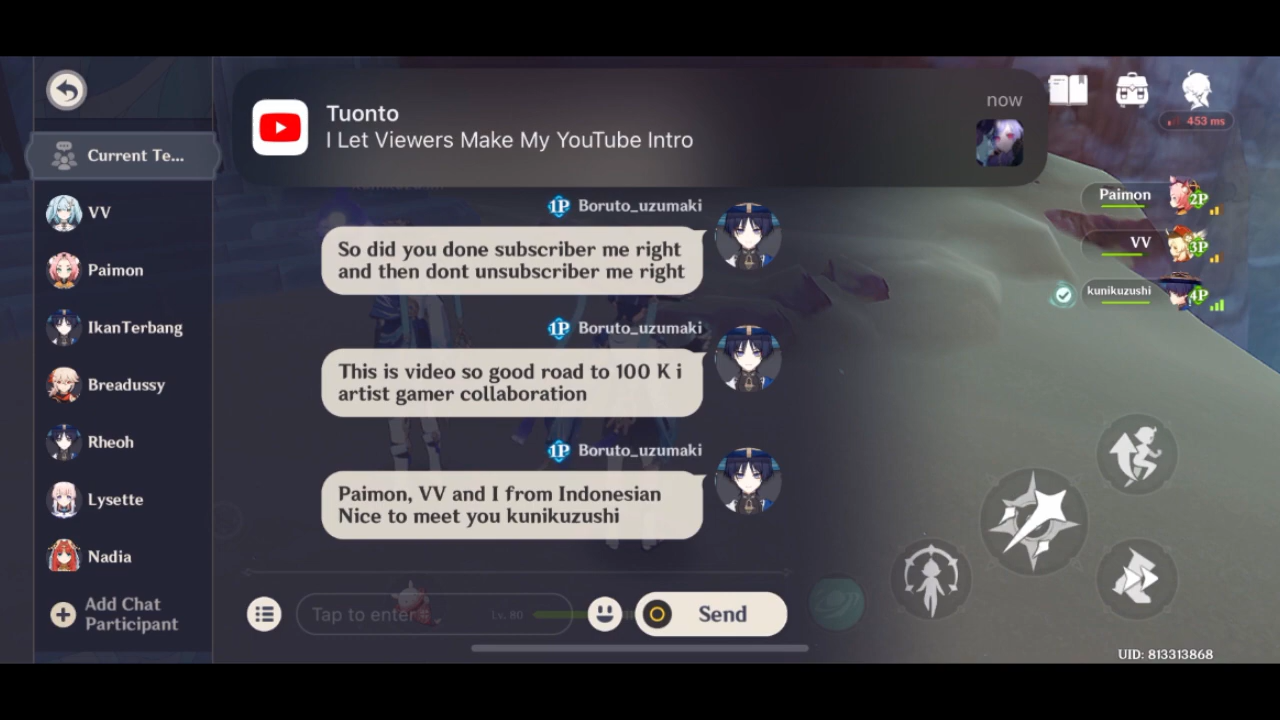 Tuonto
I Let Viewers Make My YouTube Intro
now
453 ms
Current Te...
VV
Paimon
IkanTerbang
Breadussy
Rheoh
Lysette
Nadia
Add Chat
Participant
1P Boruto_uzumaki
So did you done subscriber me right
and then dont unsubscriber me right
1P Boruto_uzumaki
This is video so good road to 100 K i
artist gamer collaboration
1P Boruto_uzumaki
Paimon, VV and I from Indonesian
Nice to meet you kunikuzushi
Tap to enter
Lv. 80
Send
Paimon 2P
VV 3P
kunikuzushi 4P
UID: 813313868